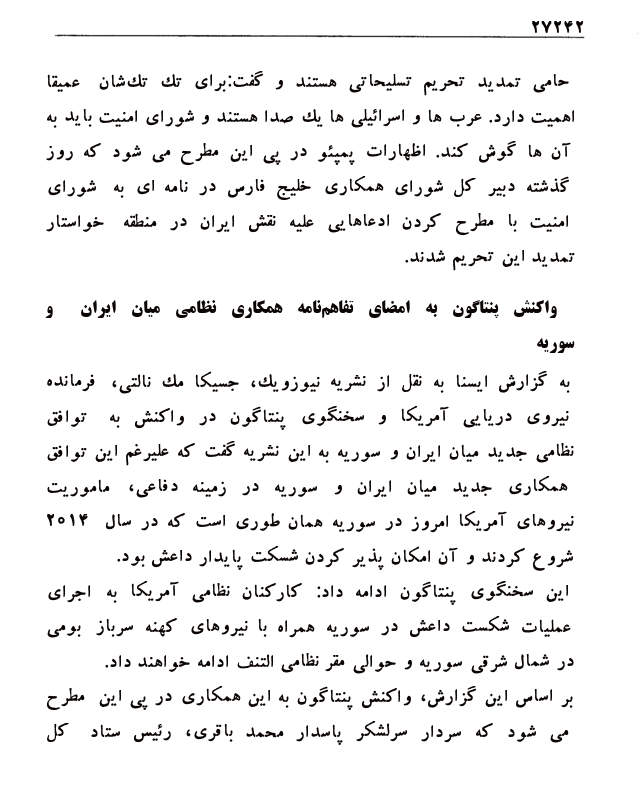 ۲۷۲۴۲
حامی تمدید تحریم تسلیحاتی هستند و گفت:برای تك تك‌شان عمیقا
اهمیت دارد. عرب ها و اسرائیلی ها یك صدا هستند و شورای امنیت باید به
آن ها گوش کند. اظهارات پمپئو در پی این مطرح می شود که روز
گذشته دبیر کل شورای همکاری خلیج فارس در نامه ای به شورای
امنیت با مطرح کردن ادعاهایی علیه نقش ایران در منطقه خواستار
تمدید این تحریم شدند.
واکنش پنتاگون به امضای تفاهم‌نامه همکاری نظامی میان ایران و
سوریه
به گزارش ایسنا به نقل از نشریه نیوزویك، جسیکا مك نالتی، فرمانده
نیروی دریایی آمریکا و سخنگوی پنتاگون در واکنش به توافق
نظامی جدید میان ایران و سوریه به این نشریه گفت که علیرغم این توافق
همکاری جدید میان ایران و سوریه در زمینه دفاعی، ماموریت
نیروهای آمریکا امروز در سوریه همان طوری است که در سال ۲۰۱۴
شروع کردند و آن امکان پذیر کردن شسکت پایدار داعش بود.
این سخنگوی پنتاگون ادامه داد: کارکنان نظامی آمریکا به اجرای
عملیات شکست داعش در سوریه همراه با نیروهای کهنه سرباز بومی
در شمال شرقی سوریه و حوالی مقر نظامی التنف ادامه خواهند داد.
بر اساس این گزارش، واکنش پنتاگون به این همکاری در پی این مطرح
می شود که سردار سرلشکر پاسدار محمد باقری، رئیس ستاد کل